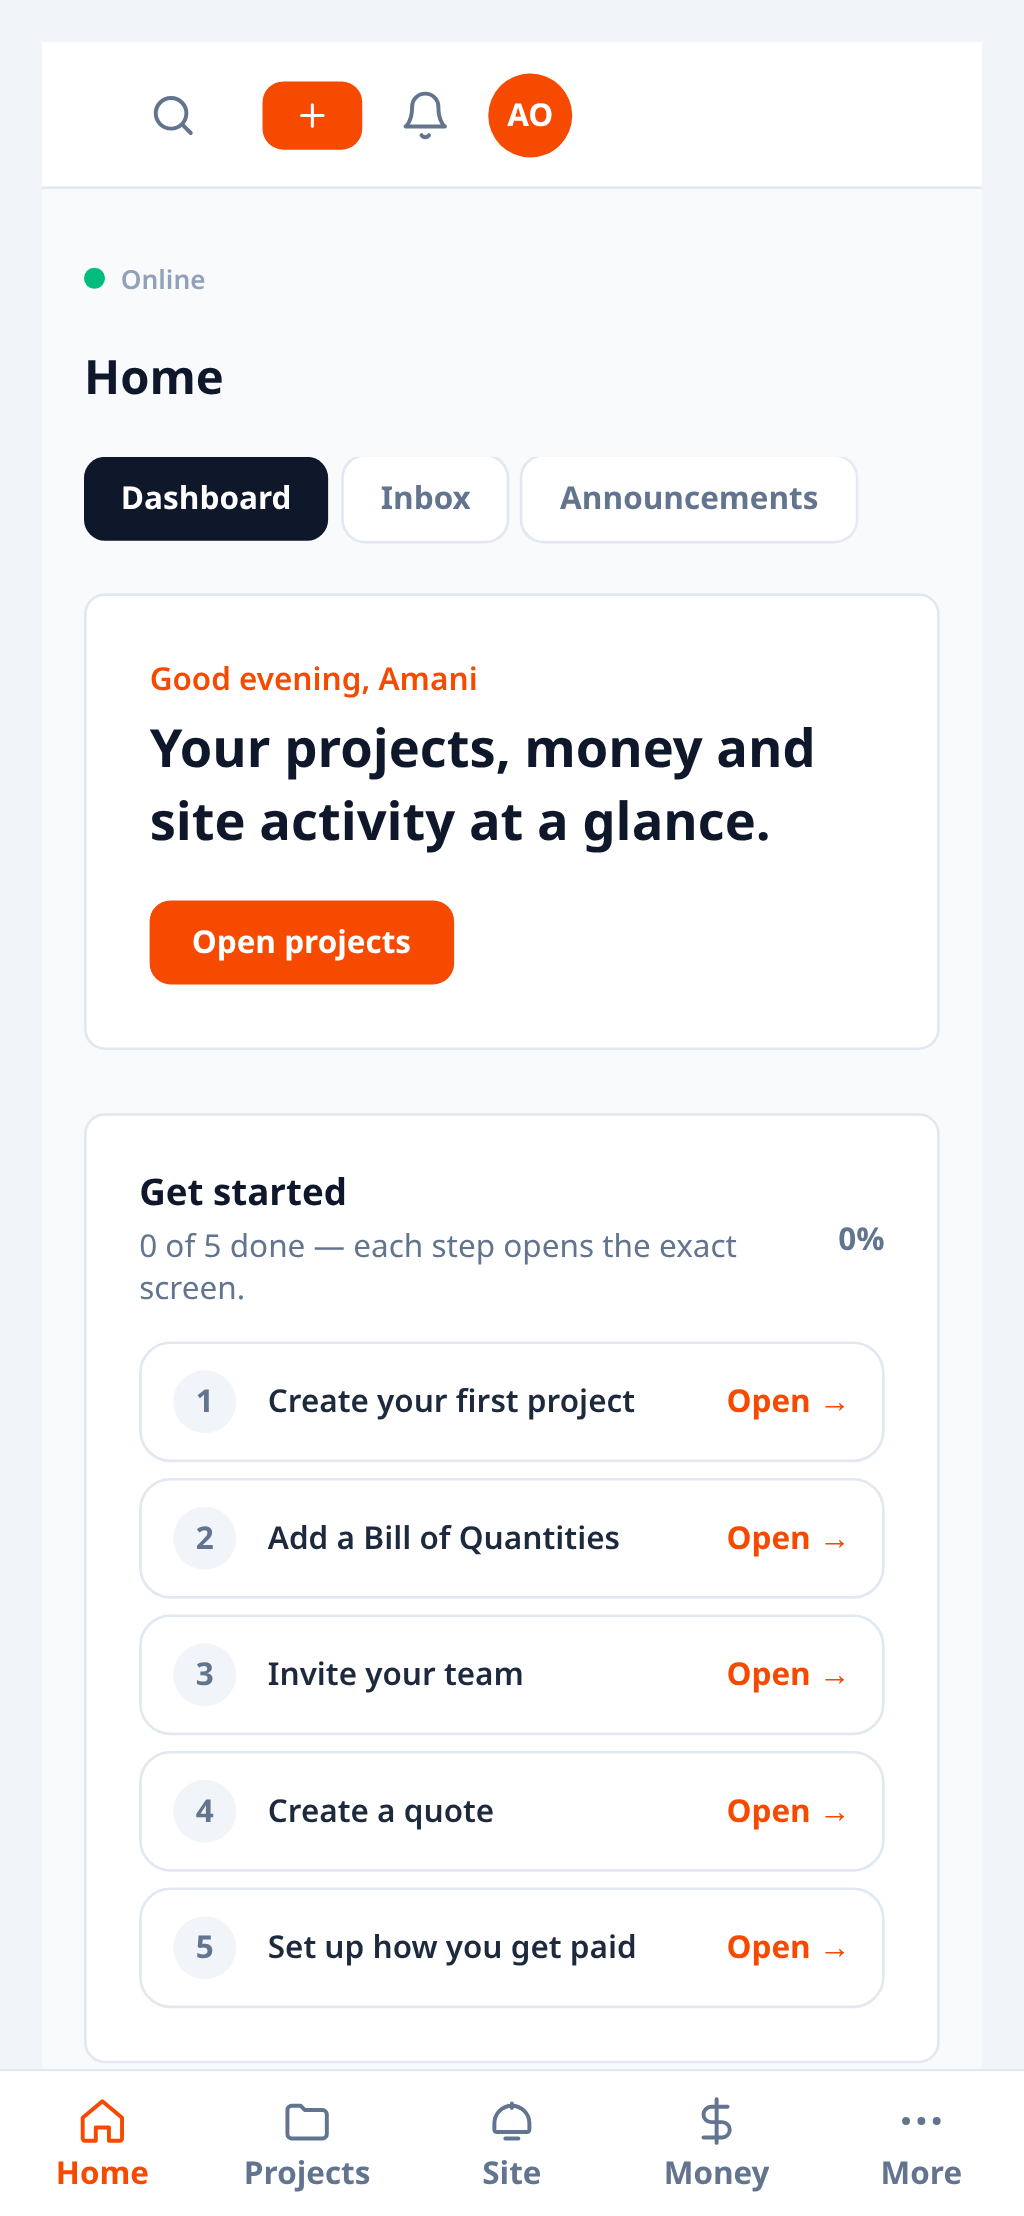 +
AO
Online
Home
Dashboard
Inbox
Announcements
Good evening, Amani
Your projects, money and
site activity at a glance.
Open projects
Get started
0 of 5 done — each step opens the exact
screen.
0%
1 Create your first project Open →
2 Add a Bill of Quantities Open →
3 Invite your team Open →
4 Create a quote Open →
5 Set up how you get paid Open →
Home
Projects
Site
Money
More